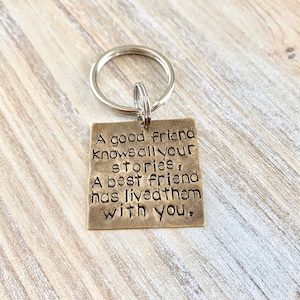 A good friend
knows all your
stories,
A best friend
has lived them
with you.